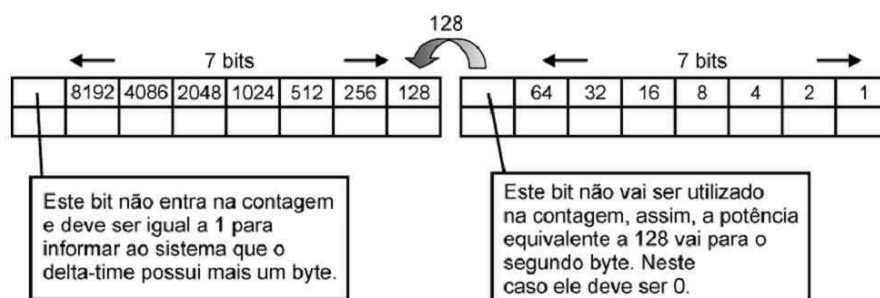 128
7 bits
7 bits
8192 4086 2048 1024 512 256 128
64 32 16 8 4 2 1
Este bit não entra na contagem
e deve ser igual a 1 para
informar ao sistema que o
delta-time possui mais um byte.
Este bit não vai ser utilizado
na contagem, assim, a potência
equivalente a 128 vai para o
segundo byte. Neste
caso ele deve ser 0.